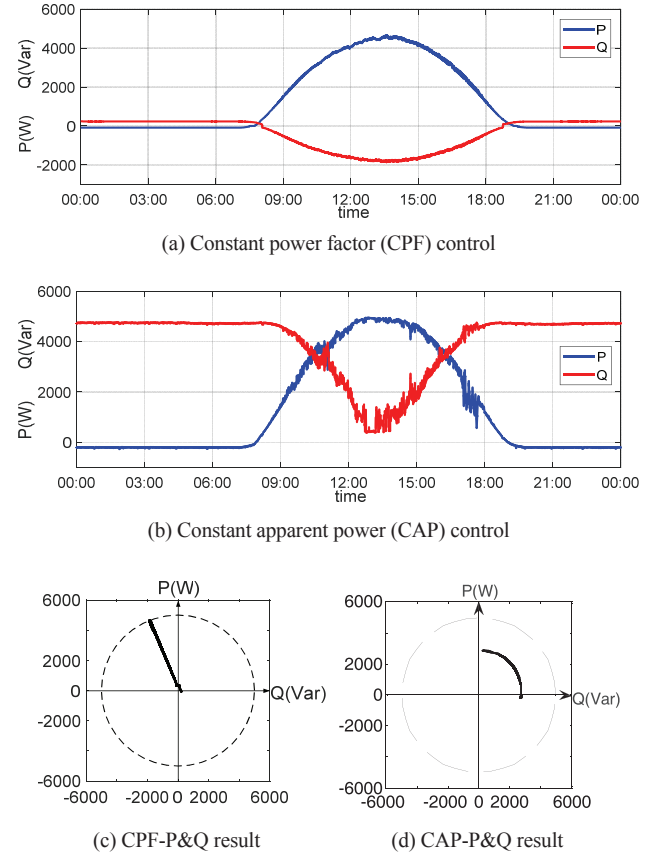 6000
4000
2000
0
-2000
Q(Var)
P(W)
P
Q
00:00 03:00 06:00 09:00 12:00 15:00 18:00 21:00 00:00
time
(a) Constant power factor (CPF) control
6000
4000
2000
0
Q(Var)
P(W)
P
Q
00:00 03:00 06:00 09:00 12:00 15:00 18:00 21:00 00:00
time
(b) Constant apparent power (CAP) control
P(W)
6000
4000
2000
0
-2000
-4000
-6000
Q(Var)
-6000 -2000 0 2000 6000
(c) CPF-P&Q result
P(W)
6000
4000
2000
0
-2000
-4000
-6000
Q(Var)
-6000 -2000 0 2000 6000
(d) CAP-P&Q result